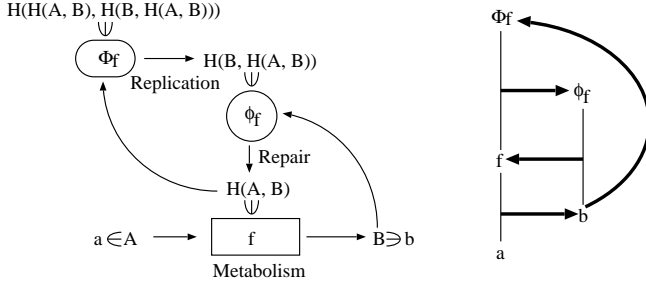 H(H(A, B), H(B, H(A, B)))
Φf
Replication
H(B, H(A, B))
ϕf
Repair
H(A, B)
a ∈ A
f
B ∋ b
Metabolism
Φf
ϕf
f
b
a